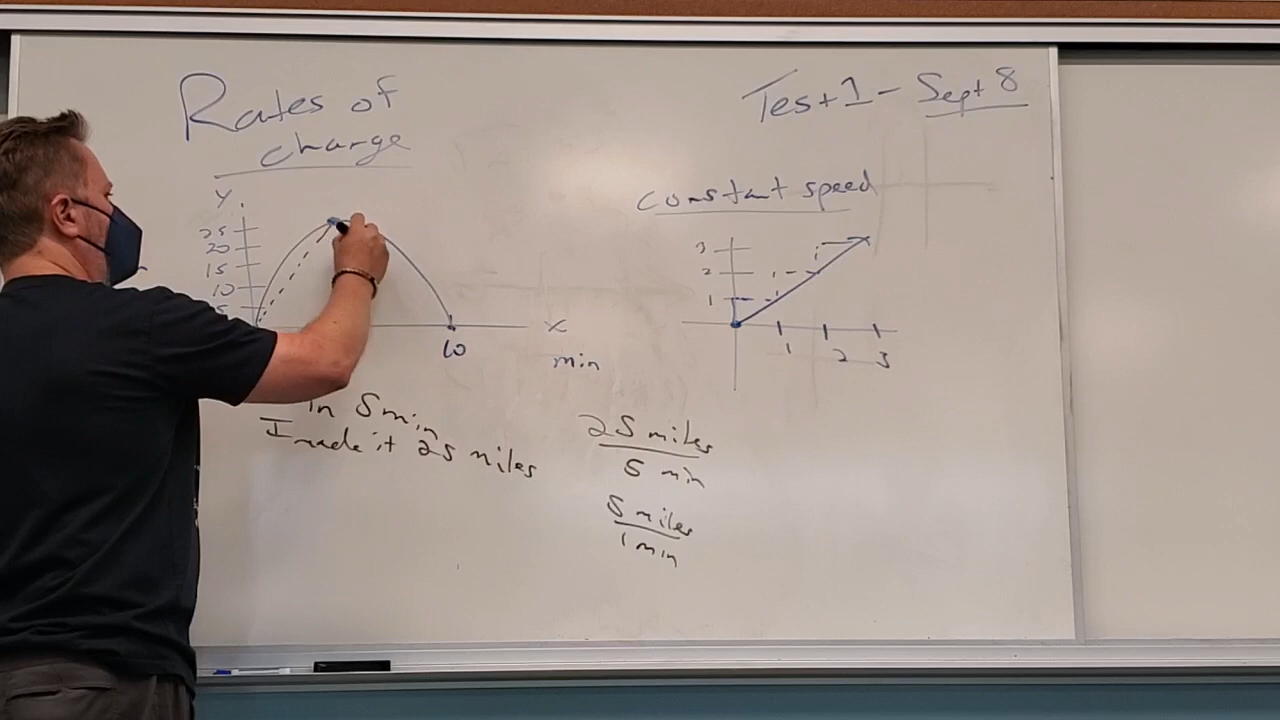 Rates of
change
Test 1 - Sept 8
constant speed
y
25
20
15
10
5
10
x
min
3
2
1
1
2
3
in 5 min
I made it 25 miles
25 miles
5 min
5 miles
1 min